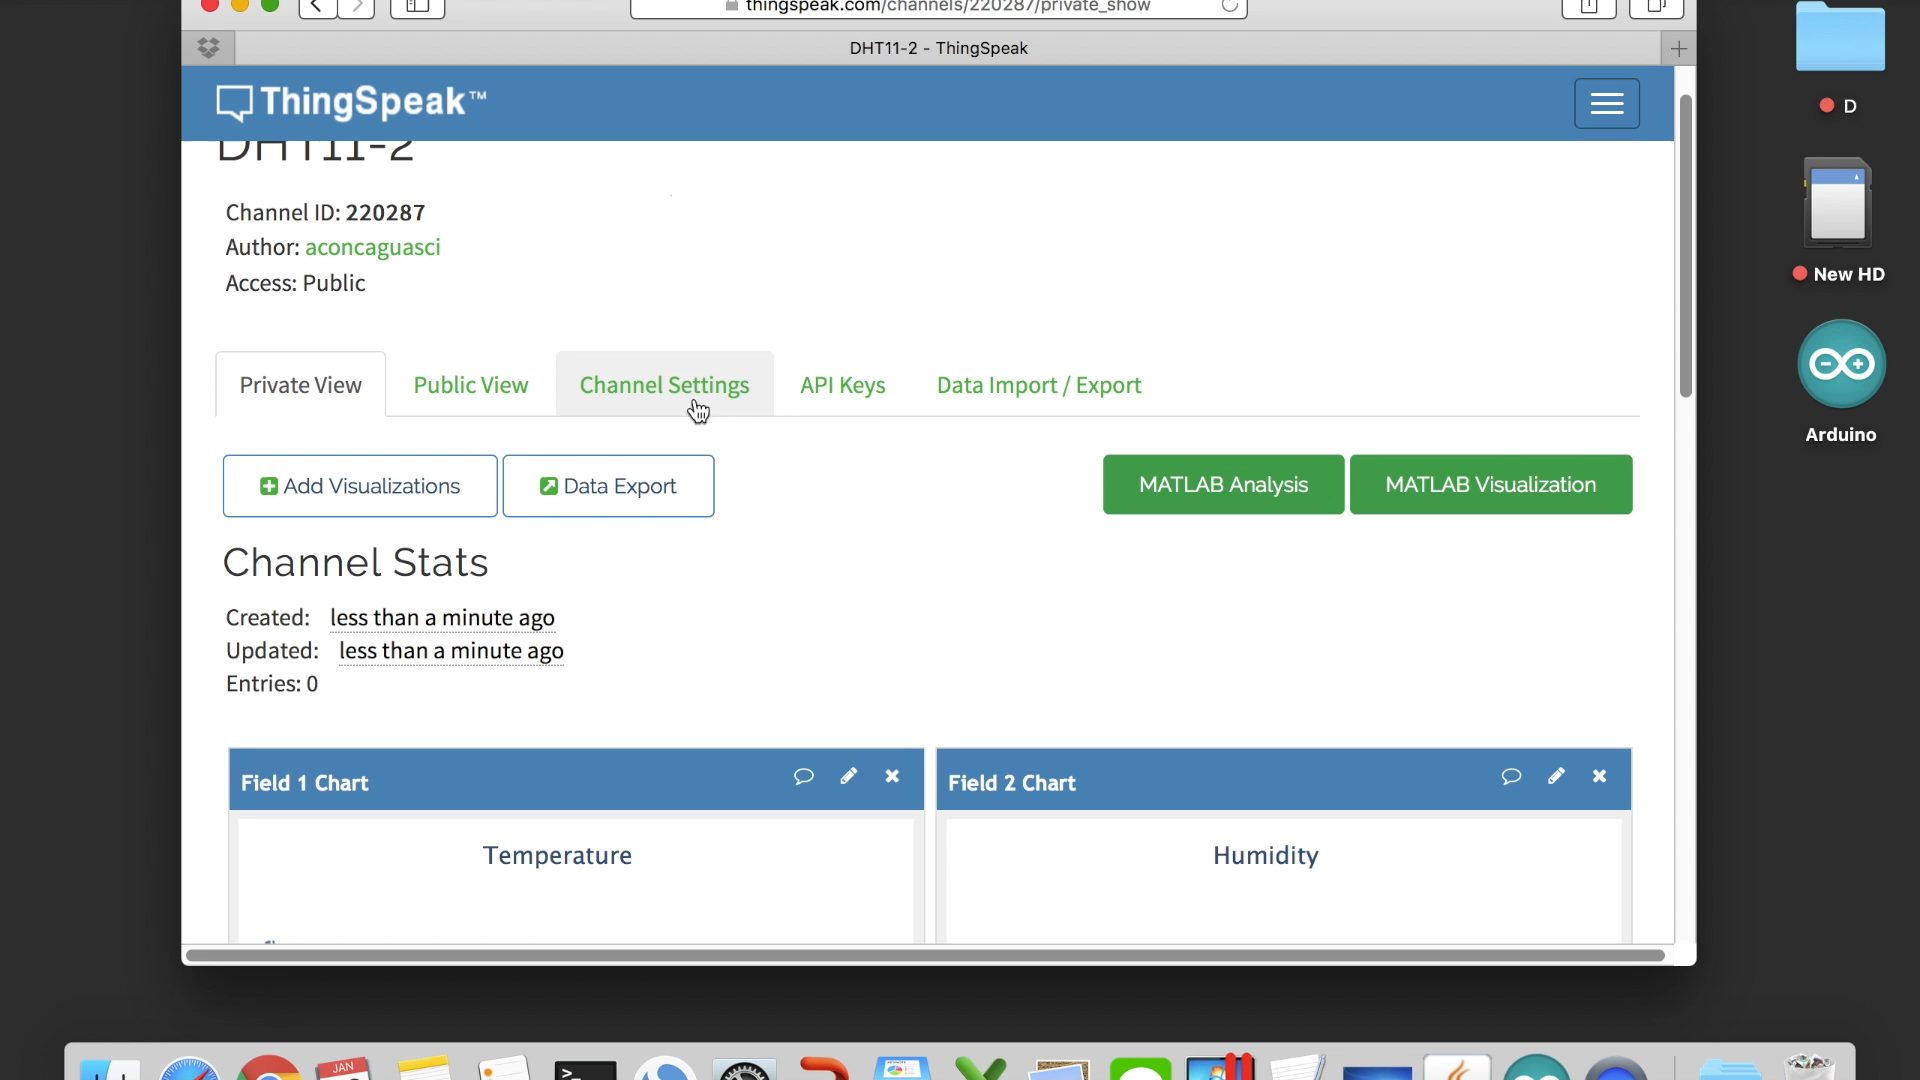 thingspeak.com/channels/220287/private_show
DHT11-2 - ThingSpeak
ThingSpeak™
D
DHT11-2
Channel ID: 220287
Author: aconcaguasci
Access: Public
New HD
Private View
Public View
Channel Settings
API Keys
Data Import / Export
Arduino
Add Visualizations
Data Export
MATLAB Analysis
MATLAB Visualization
Channel Stats
Created: less than a minute ago
Updated: less than a minute ago
Entries: 0
Field 1 Chart
Field 2 Chart
Temperature
Humidity
JAN